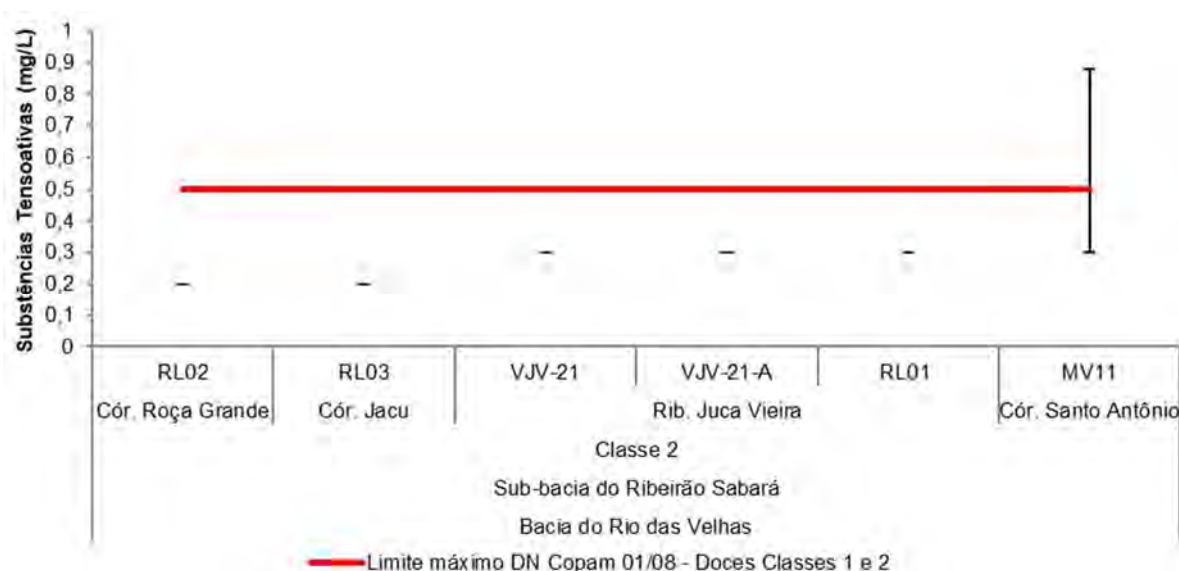 Substências Tensoativas (mg/L)
1
0,9
0,8
0,7
0,6
0,5
0,4
0,3
0,2
0,1
0
RL02 RL03 VJV-21 VJV-21-A RL01 MV11
Cór. Roça Grande Cór. Jacu Rib. Juca Vieira Cór. Santo Antônio
Classe 2
Sub-bacia do Ribeirão Sabará
Bacia do Rio das Velhas
Limite máximo DN Copam 01/08 - Doces Classes 1 e 2